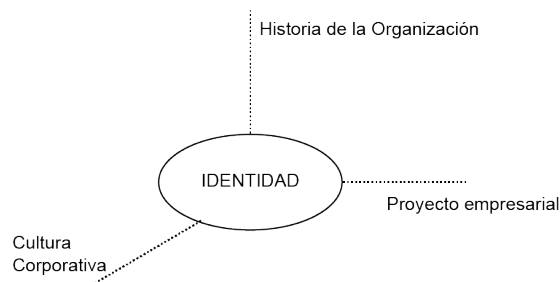 Historia de la Organización
IDENTIDAD
Proyecto empresarial
Cultura
Corporativa